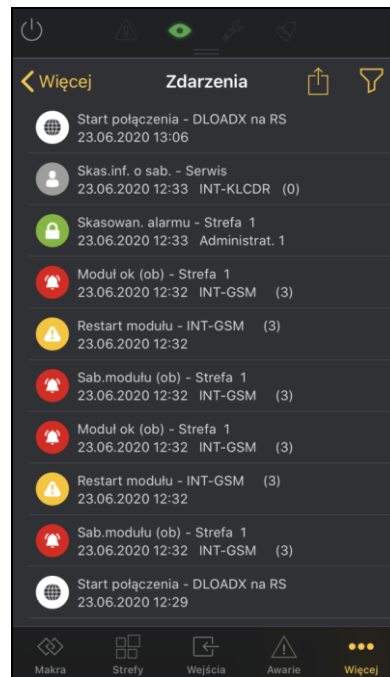 Więcej
Zdarzenia
Start połączenia - DLOADX na RS
23.06.2020 13:06
Skas.inf. o sab. - Serwis
23.06.2020 12:33 INT-KLCDR (0)
Skasowan. alarmu - Strefa 1
23.06.2020 12:33 Administrat. 1
Moduł ok (ob) - Strefa 1
23.06.2020 12:32 INT-GSM (3)
Restart modułu - INT-GSM (3)
23.06.2020 12:32
Sab.modułu (ob) - Strefa 1
23.06.2020 12:32 INT-GSM (3)
Moduł ok (ob) - Strefa 1
23.06.2020 12:32 INT-GSM (3)
Restart modułu - INT-GSM (3)
23.06.2020 12:32
Sab.modułu (ob) - Strefa 1
23.06.2020 12:32 INT-GSM (3)
Start połączenia - DLOADX na RS
23.06.2020 12:29
Makra
Strefy
Wejścia
Awarie
Więcej